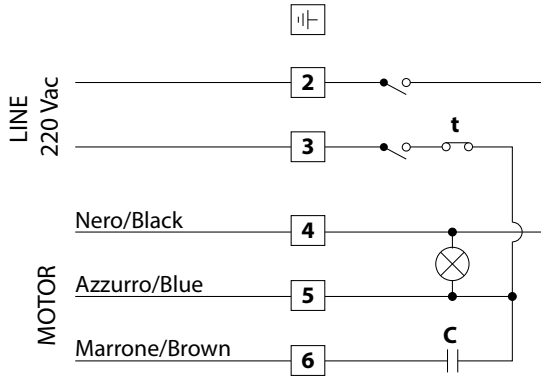 LINE
220 Vac
2
3
t
MOTOR
Nero/Black
4
Azzurro/Blue
5
Marrone/Brown
6
C